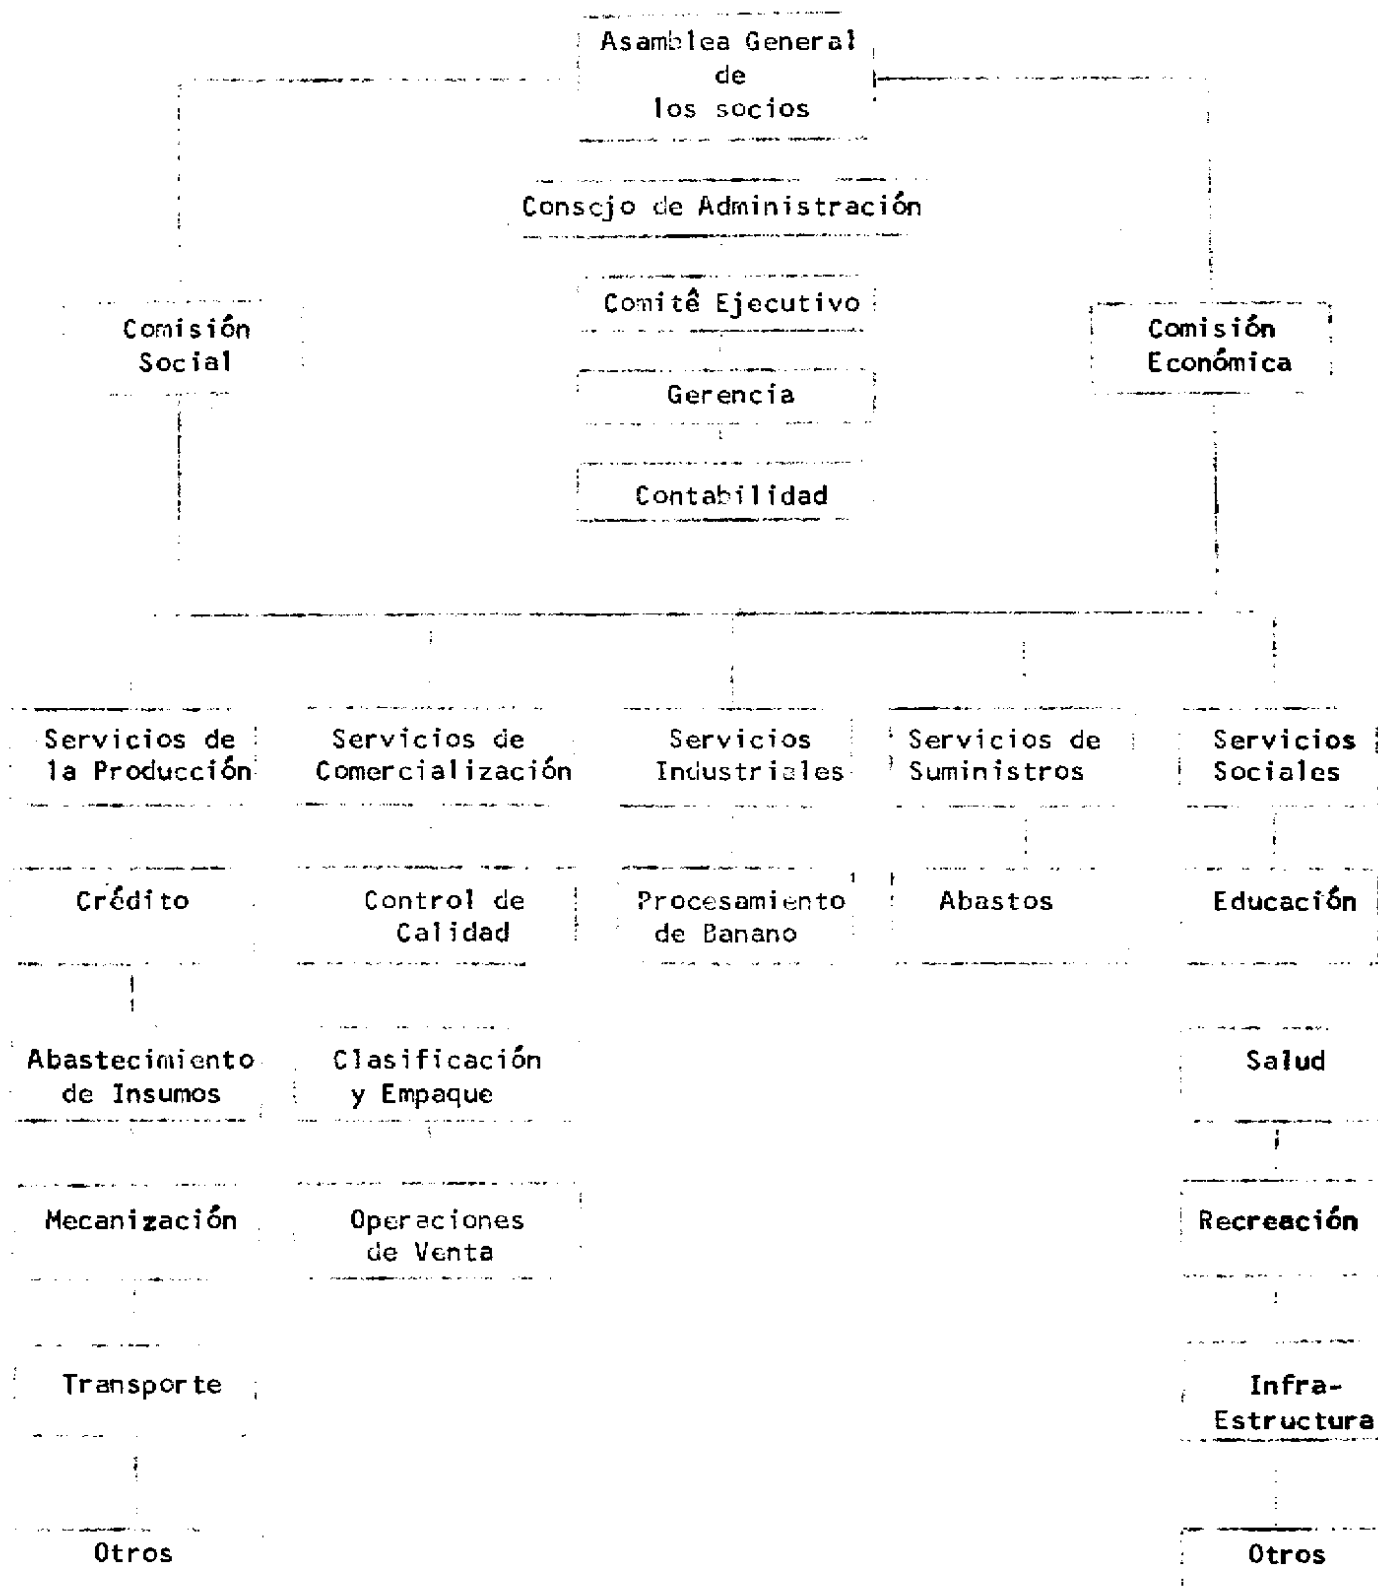 Asamblea General
de
los socios
Consejo de Administración
Comitê Ejecutivo
Comisión
Social
Comisión
Económica
Gerencia
Contabilidad
Servicios de
la Producción
Servicios de
Comercialización
Servicios
Industriales
Servicios de
Suministros
Servicios
Sociales
Crédito
Control de
Calidad
Procesamiento
de Banano
Abastos
Educación
Abastecimiento
de Insumos
Clasificación
y Empaque
Salud
Mecanización
Operaciones
de Venta
Recreación
Transporte
Infra-
Estructura
Otros
Otros